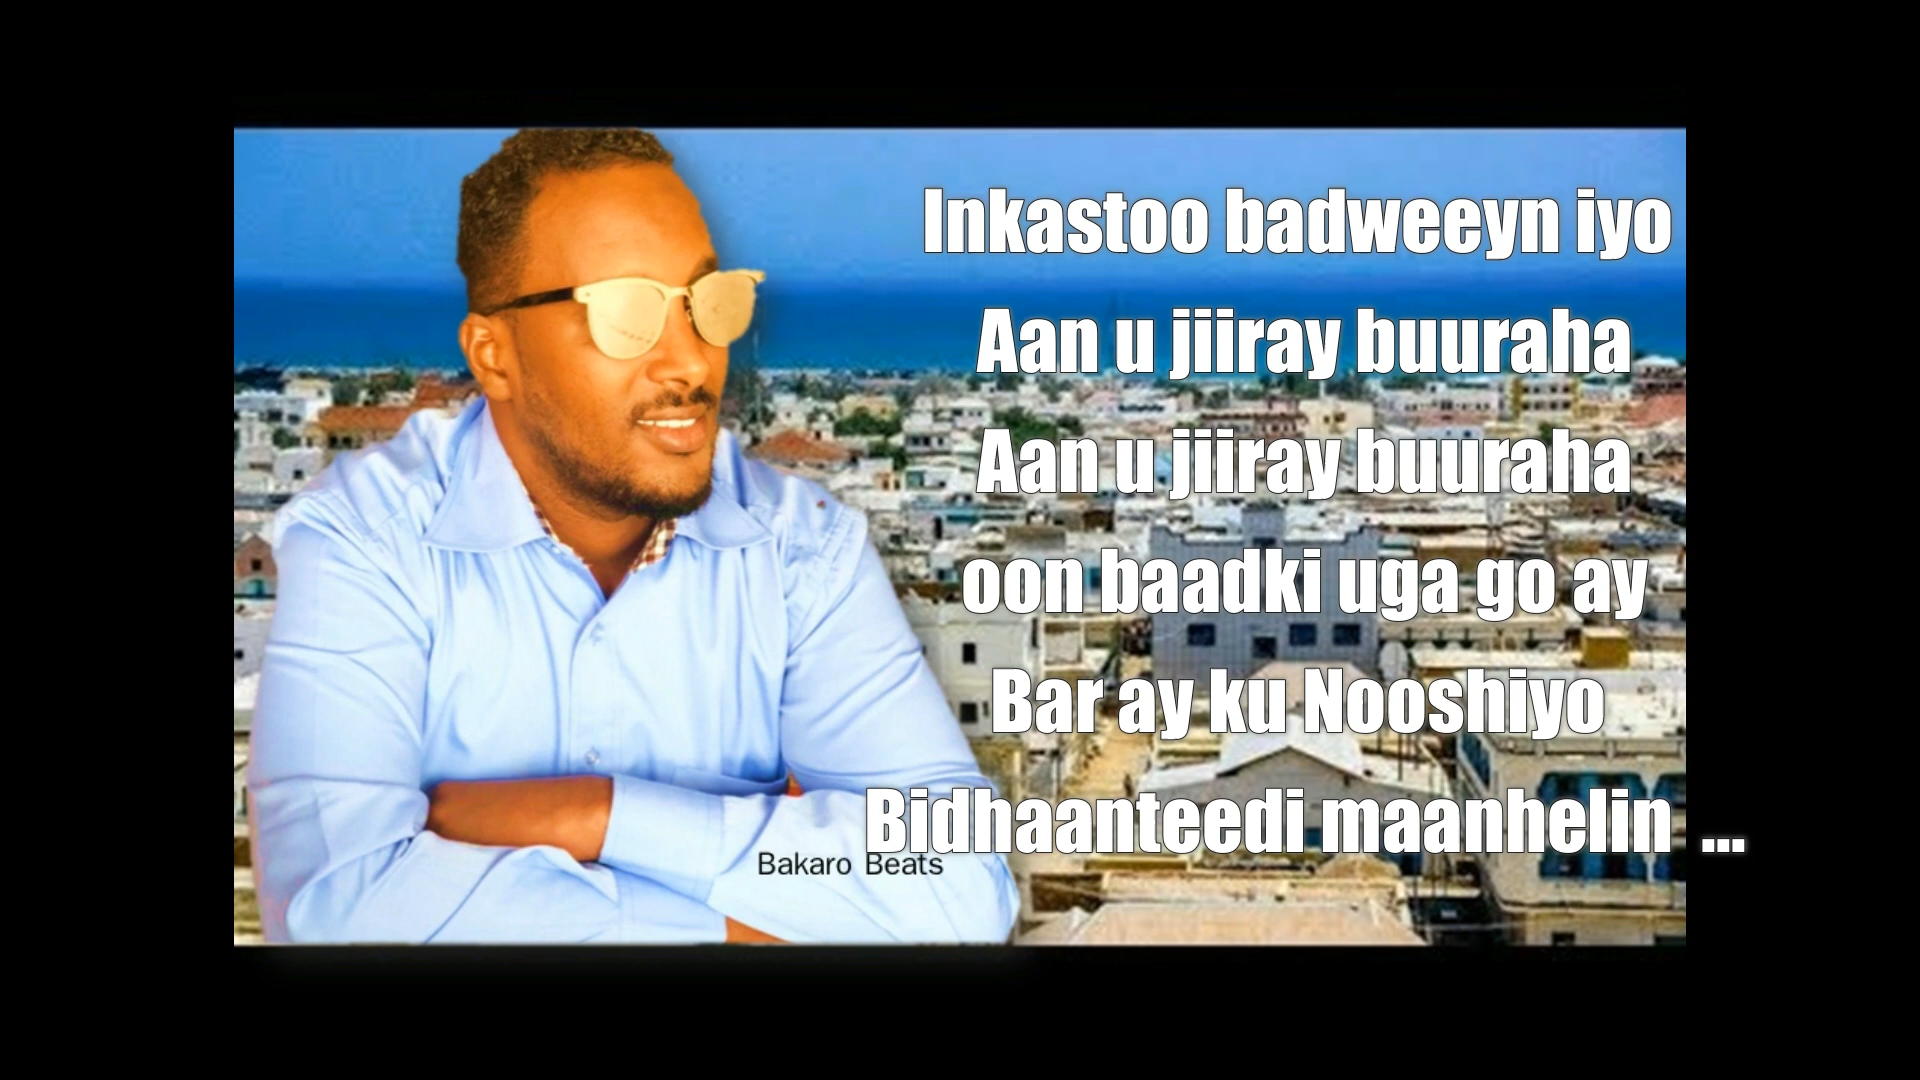 Inkastoo badweeyn iyo
Aan u jiiray buuraha
Aan u jiiray buuraha
oon baadki uga go ay
Bar ay ku Nooshiyo
Bidhaanteedi maanhelin ...
Bakaro Beats